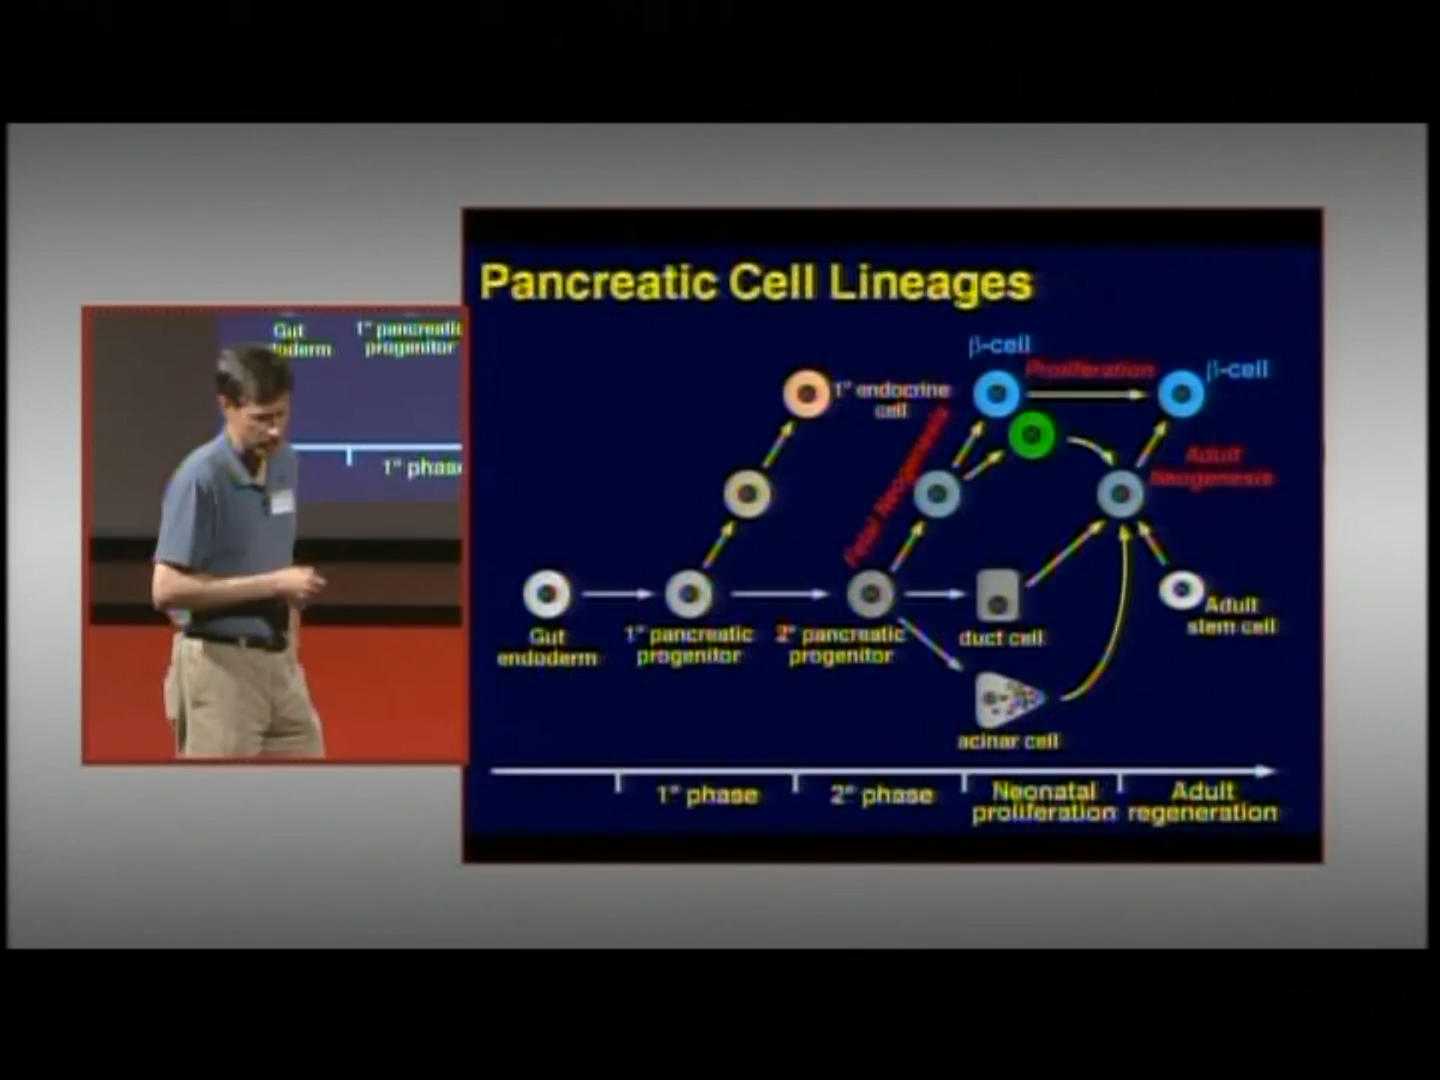 Pancreatic Cell Lineages
β-cell
Proliferation
β-cell
1° endocrine
cell
Fetal Neogenesis
Adult
Neogenesis
Gut
endoderm
1° pancreatic
progenitor
2° pancreatic
progenitor
duct cell
Adult
stem cell
acinar cell
1° phase
2° phase
Neonatal
proliferation
Adult
regeneration
Gut
1° pancreatic
progenitor
1° phase